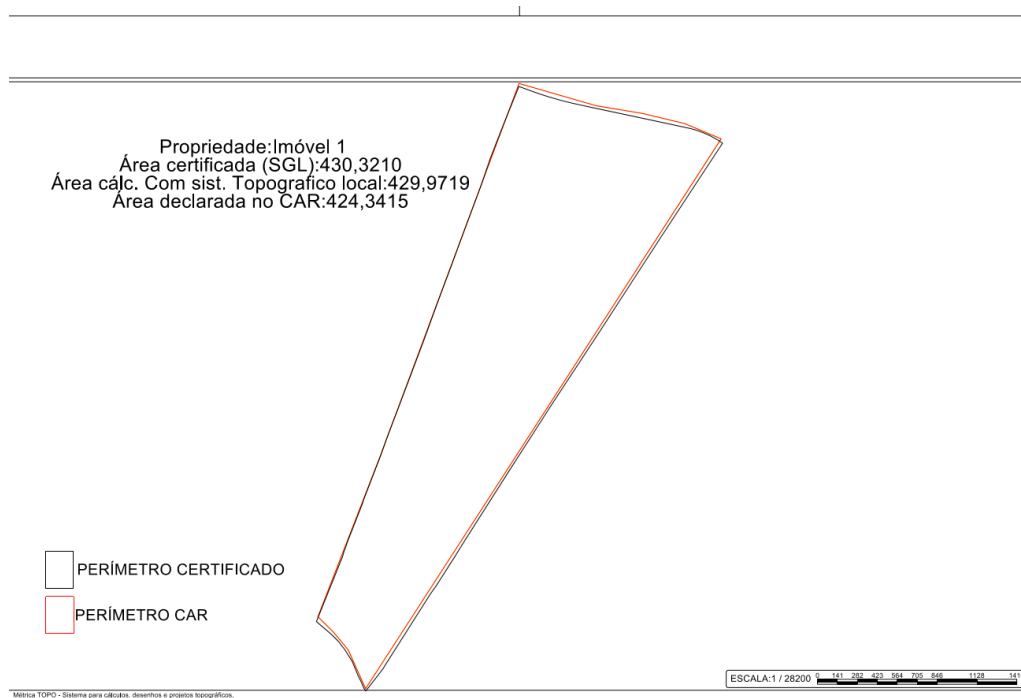 Propriedade:Imóvel 1
Área certificada (SGL):430,3210
Área cálc. Com sist. Topografico local:429,9719
Área declarada no CAR:424,3415
PERÍMETRO CERTIFICADO
PERÍMETRO CAR
ESCALA:1 / 28200 0 141 282 423 564 705 846 1128 141
Métrica TOPO - Sistema para cálculos, desenhos e projetos topográficos.